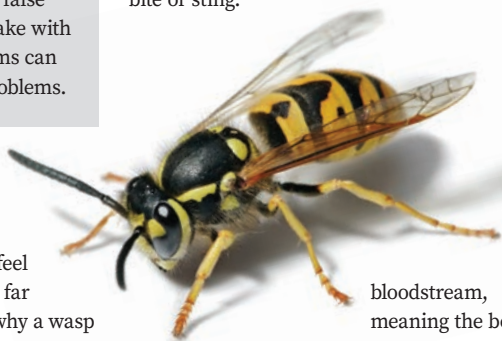 false
ake with
ms can
oblems.
bite or sting.
feel
far
why a wasp
bloodstream,
meaning the bo